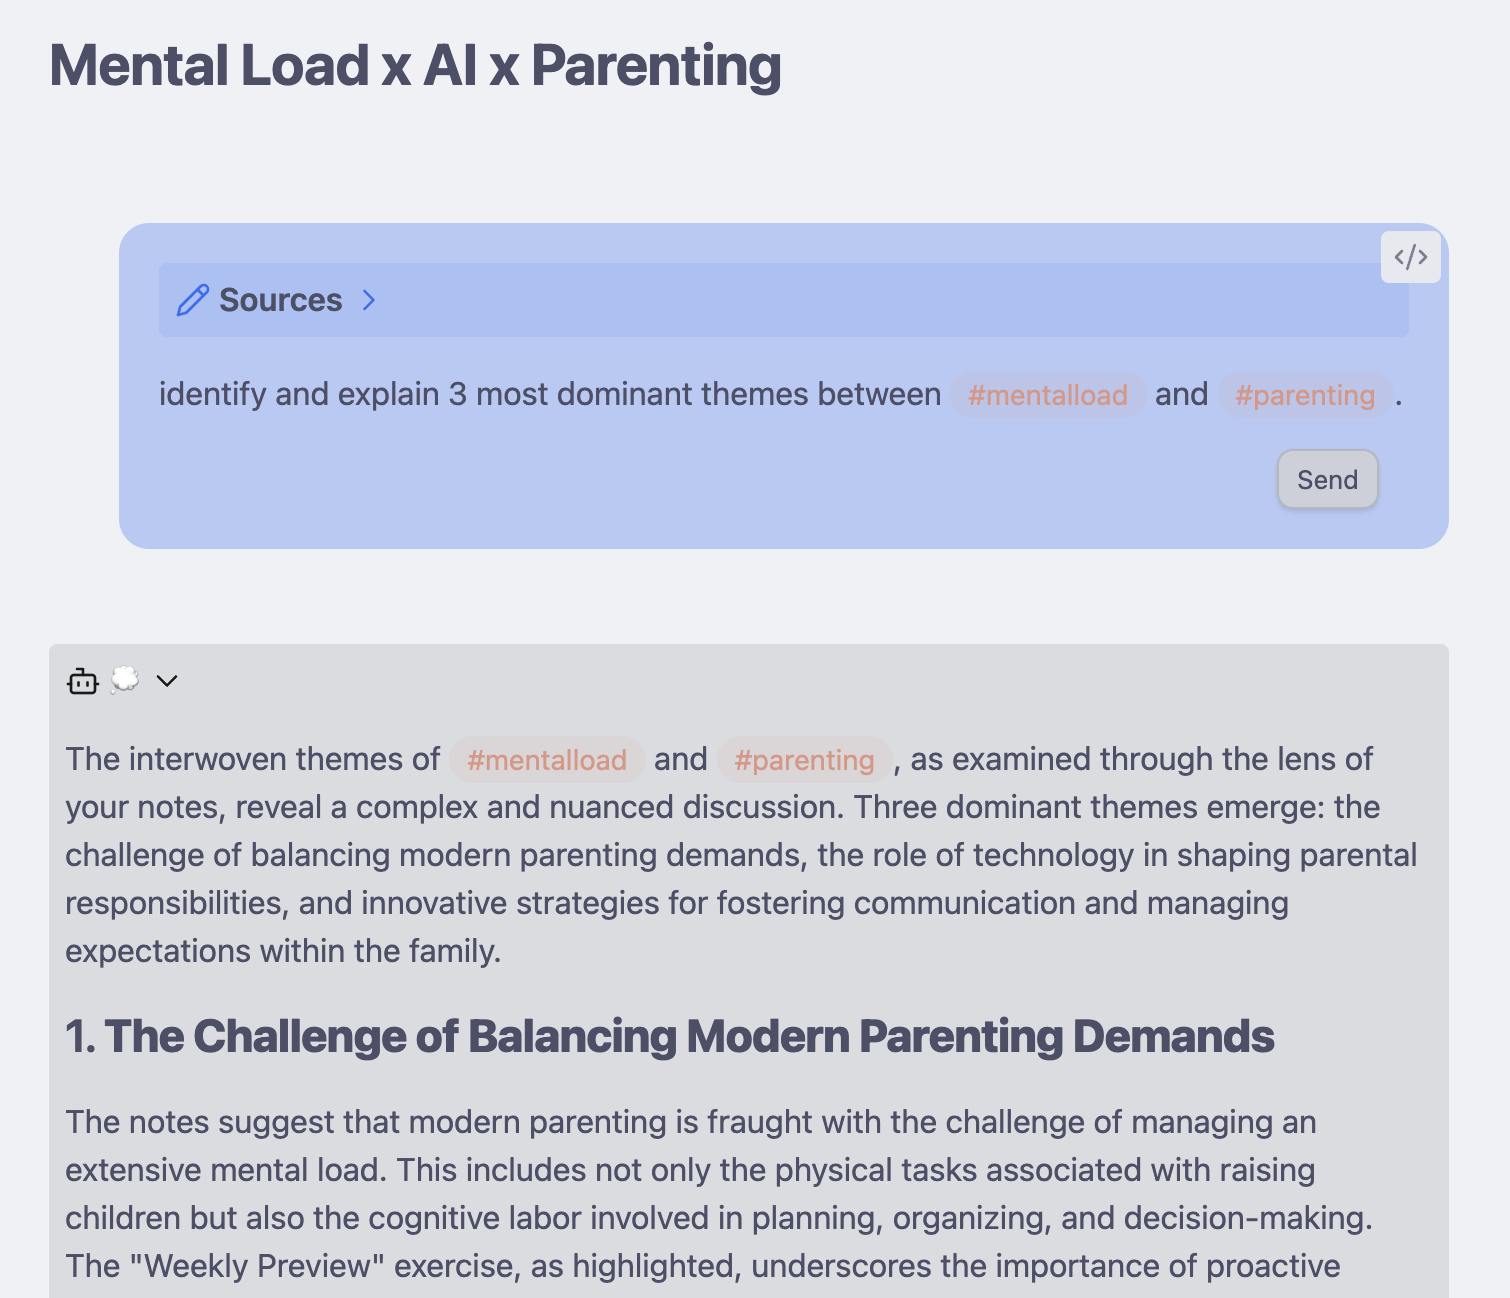 Mental Load x AI x Parenting
</>
Sources
identify and explain 3 most dominant themes between #mentalload and #parenting.
Send
The interwoven themes of #mentalload and #parenting, as examined through the lens of
your notes, reveal a complex and nuanced discussion. Three dominant themes emerge: the
challenge of balancing modern parenting demands, the role of technology in shaping parental
responsibilities, and innovative strategies for fostering communication and managing
expectations within the family.
1. The Challenge of Balancing Modern Parenting Demands
The notes suggest that modern parenting is fraught with the challenge of managing an
extensive mental load. This includes not only the physical tasks associated with raising
children but also the cognitive labor involved in planning, organizing, and decision-making.
The "Weekly Preview" exercise, as highlighted, underscores the importance of proactive